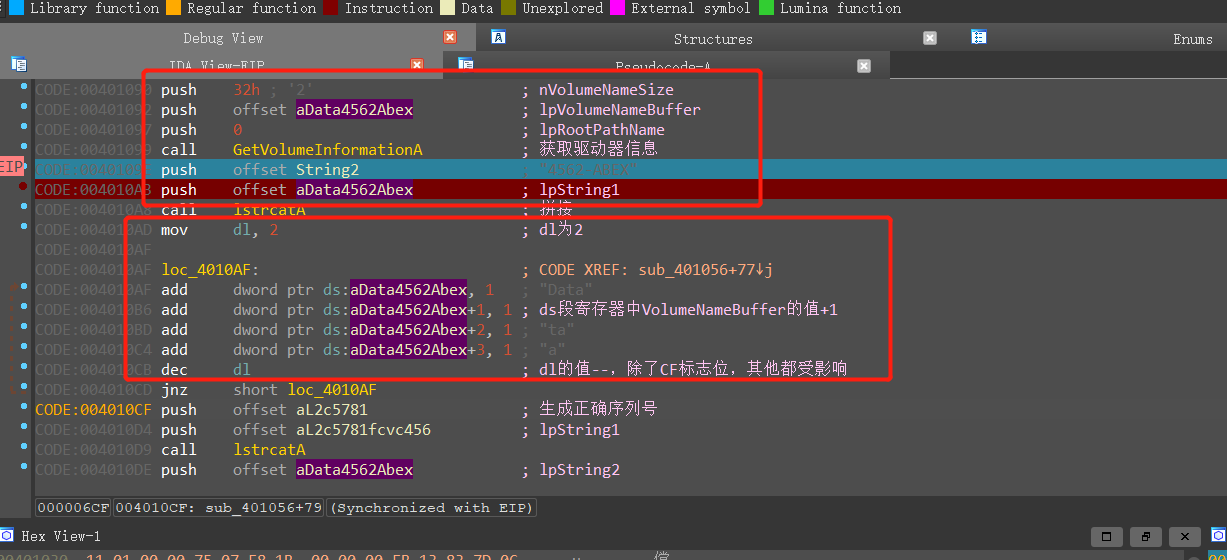 Library function Regular function Instruction Data Unexplored External symbol Lumina function
Debug View Structures Enums
IDA View-EIP Pseudocode-A
CODE:00401090 push 32h ; '2' ; nVolumeNameSize
CODE:00401092 push offset aData4562Abex ; lpVolumeNameBuffer
CODE:00401097 push 0 ; lpRootPathName
CODE:00401099 call GetVolumeInformationA ; 获取驱动器信息
EIP CODE:0040109E push offset String2 ; "4562-ABEX"
CODE:004010A3 push offset aData4562Abex ; lpString1
CODE:004010A8 call lstrcatA ; 拼接
CODE:004010AD mov dl, 2 ; dl为2
CODE:004010AF
CODE:004010AF loc_4010AF: ; CODE XREF: sub_401056+77↓j
CODE:004010AF add dword ptr ds:aData4562Abex, 1 ; "Data"
CODE:004010B6 add dword ptr ds:aData4562Abex+1, 1 ; ds段寄存器中VolumeNameBuffer的值+1
CODE:004010BD add dword ptr ds:aData4562Abex+2, 1 ; "ta"
CODE:004010C4 add dword ptr ds:aData4562Abex+3, 1 ; "a"
CODE:004010CB dec dl ; dl的值--，除了CF标志位，其他都受影响
CODE:004010CD jnz short loc_4010AF
CODE:004010CF push offset aL2c5781 ; 生成正确序列号
CODE:004010D4 push offset aL2c5781fcvc456 ; lpString1
CODE:004010D9 call lstrcatA
CODE:004010DE push offset aData4562Abex ; lpString2
000006CF 004010CF: sub_401056+79 (Synchronized with EIP)
Hex View-1